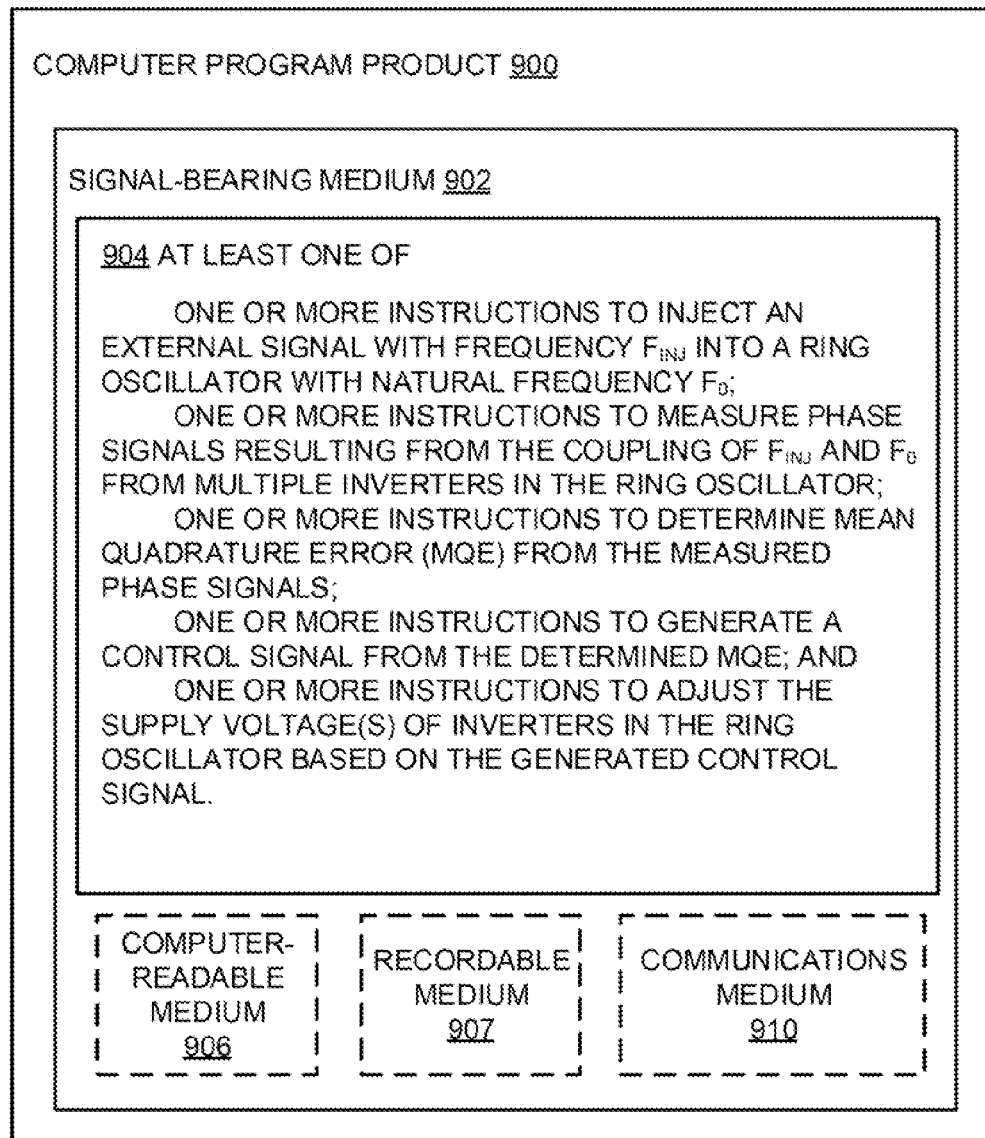 COMPUTER PROGRAM PRODUCT 900
SIGNAL-BEARING MEDIUM 902
904 AT LEAST ONE OF
ONE OR MORE INSTRUCTIONS TO INJECT AN
EXTERNAL SIGNAL WITH FREQUENCY FINJ INTO A RING
OSCILLATOR WITH NATURAL FREQUENCY F0;
ONE OR MORE INSTRUCTIONS TO MEASURE PHASE
SIGNALS RESULTING FROM THE COUPLING OF FINJ AND F0
FROM MULTIPLE INVERTERS IN THE RING OSCILLATOR;
ONE OR MORE INSTRUCTIONS TO DETERMINE MEAN
QUADRATURE ERROR (MQE) FROM THE MEASURED
PHASE SIGNALS;
ONE OR MORE INSTRUCTIONS TO GENERATE A
CONTROL SIGNAL FROM THE DETERMINED MQE; AND
ONE OR MORE INSTRUCTIONS TO ADJUST THE
SUPPLY VOLTAGE(S) OF INVERTERS IN THE RING
OSCILLATOR BASED ON THE GENERATED CONTROL
SIGNAL.
COMPUTER-
READABLE
MEDIUM
906
RECORDABLE
MEDIUM
907
COMMUNICATIONS
MEDIUM
910